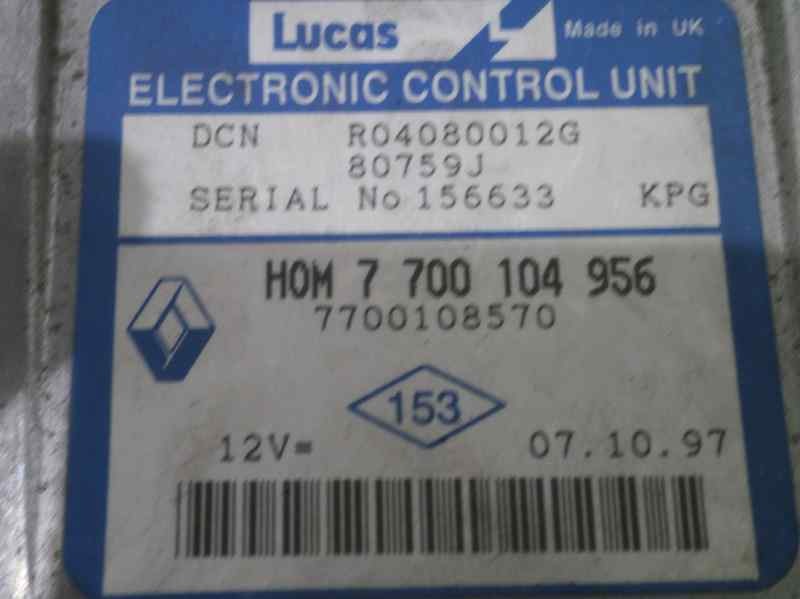 Lucas Made in UK
ELECTRONIC CONTROL UNIT
DCN R04080012G
80759J
SERIAL No 156633 KPG
HOM 7 700 104 956
7700108570
153
12V= 07.10.97